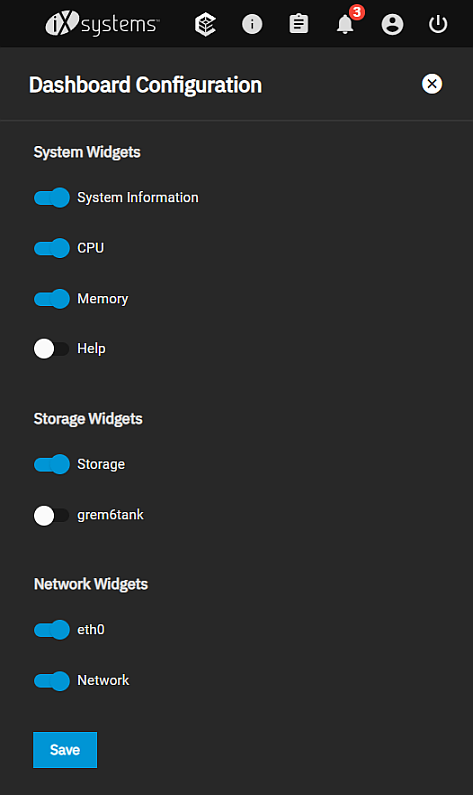 iX systems™
3
Dashboard Configuration
System Widgets
System Information
CPU
Memory
Help
Storage Widgets
Storage
grem6tank
Network Widgets
eth0
Network
Save